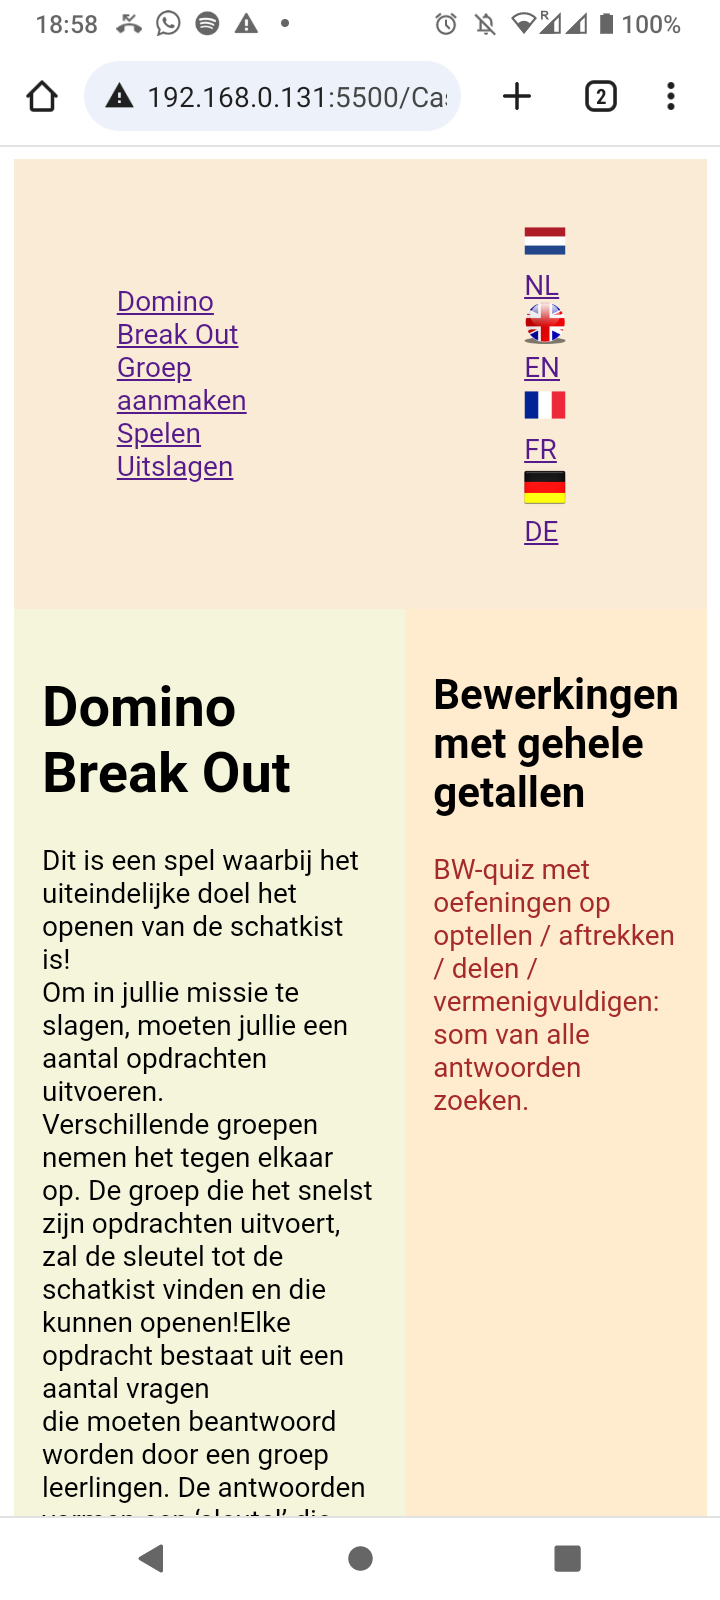 18:58
R
100%
192.168.0.131:5500/Cas
2
Domino
Break Out
Groep
aanmaken
Spelen
Uitslagen
NL
EN
FR
DE
Domino
Break Out
Dit is een spel waarbij het
uiteindelijke doel het
openen van de schatkist
is!
Om in jullie missie te
slagen, moeten jullie een
aantal opdrachten
uitvoeren.
Verschillende groepen
nemen het tegen elkaar
op. De groep die het snelst
zijn opdrachten uitvoert,
zal de sleutel tot de
schatkist vinden en die
kunnen openen!Elke
opdracht bestaat uit een
aantal vragen
die moeten beantwoord
worden door een groep
leerlingen. De antwoorden
Bewerkingen
met gehele
getallen
BW-quiz met
oefeningen op
optellen / aftrekken
/ delen /
vermenigvuldigen:
som van alle
antwoorden
zoeken.